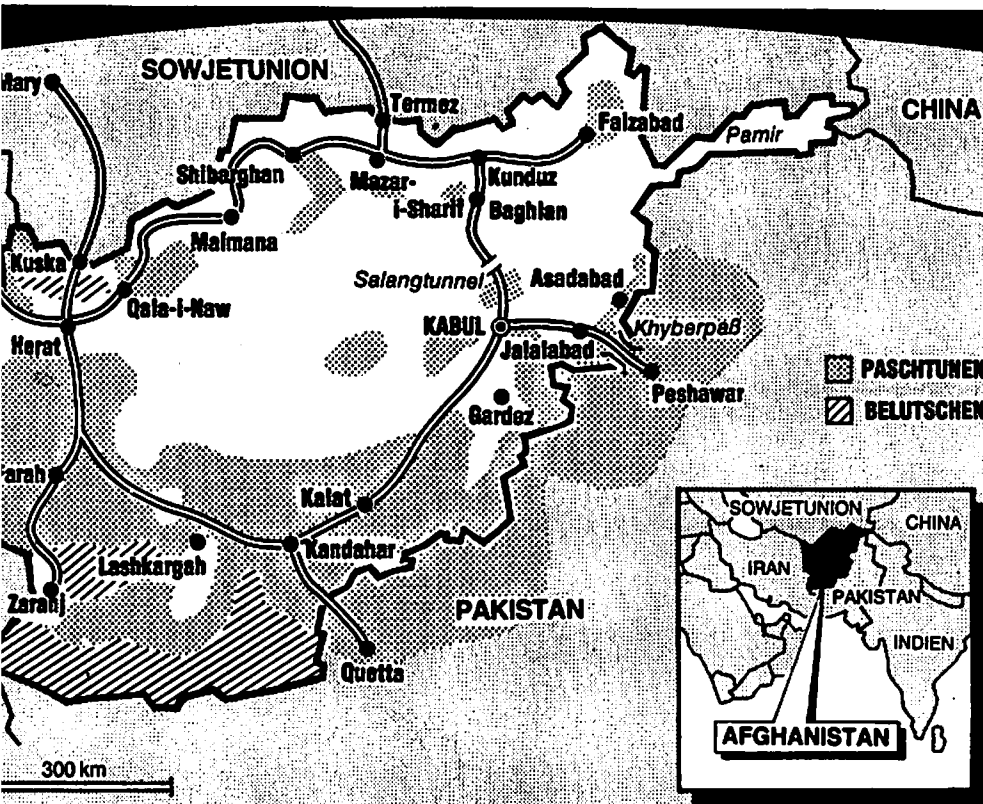 SOWJETUNION
Mary
Termez
CHINA
Faizabad
Pamir
Shibarghan
Mazar-
i-Sharif
Kunduz
Baghlan
Maimana
Kuska
Salangtunnel
Asadabad
Qala-i-Naw
KABUL
Khyberpaß
Herat
Jalalabad
Peshawar
PASCHTUNEN
BELUTSCHEN
Gardez
arah
Kalat
Lashkargah
Kandahar
Zaranj
PAKISTAN
Quetta
300 km
SOWJETUNION
CHINA
IRAN
PAKISTAN
INDIEN
AFGHANISTAN